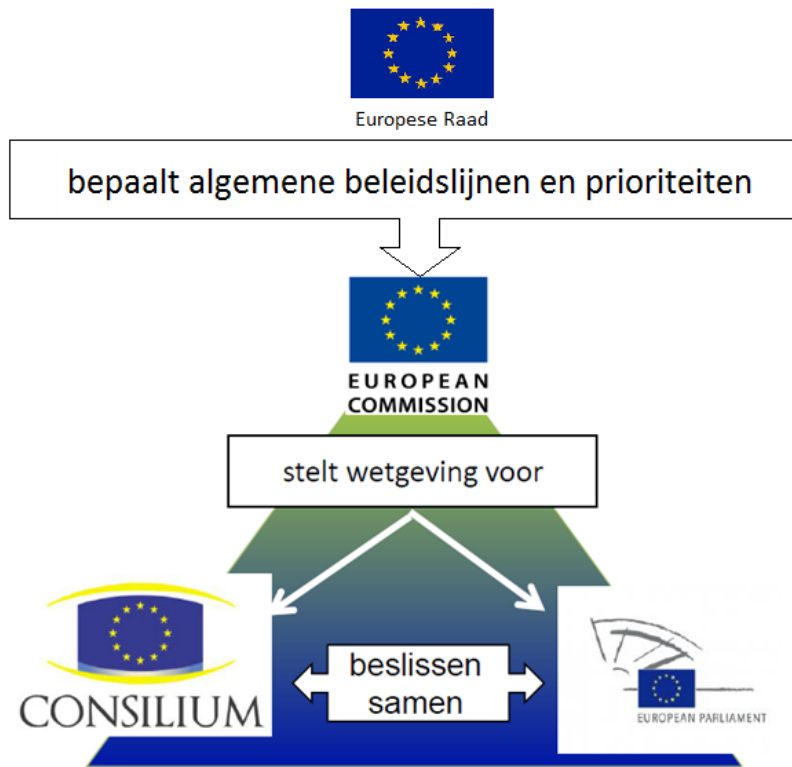 Europese Raad
bepaalt algemene beleidslijnen en prioriteiten
EUROPEAN
COMMISSION
stelt wetgeving voor
CONSILIUM
beslissen
samen
EUROPEAN PARLIAMENT